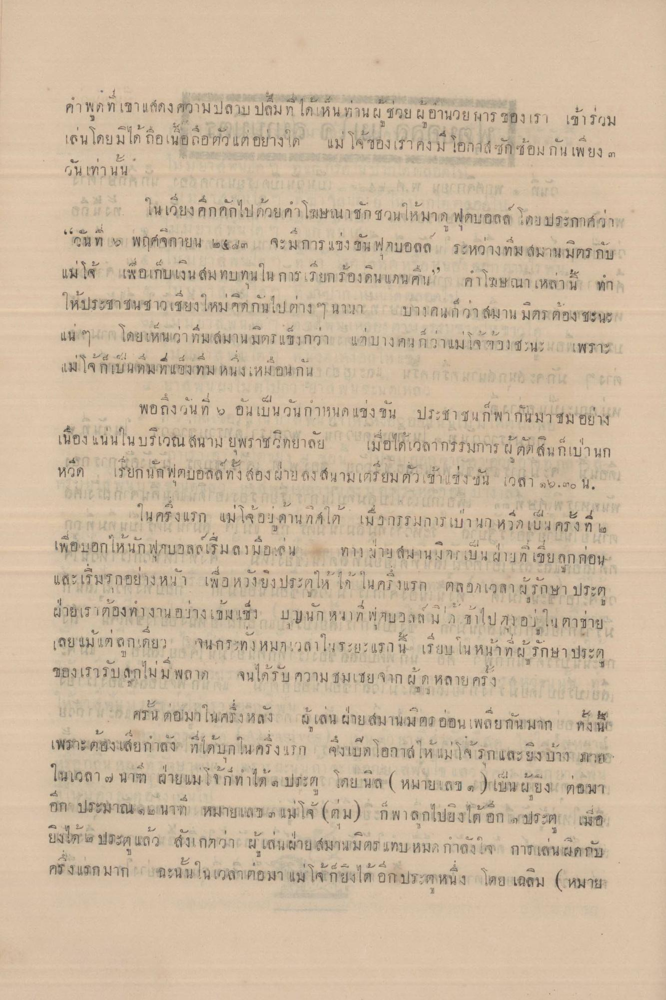 คำพูดที่เขาแสดงความปลาบปลื้มที่ได้เห็นท่านผู้ช่วยผู้อำนวยการของเรา เข้าร่วม
เล่นโดยมิได้ถือเนื้อถือตัวแต่อย่างใด แม่โจ้ของเราคงมีโอกาสซักซ้อมกันเพียง ๓
วันเท่านั้น
ในเวียงคึกคักไปด้วยคำโฆษณาชักชวนให้มาดูฟุตบอลล์ โดยประกาศว่า
“วันที่ ๖ พฤศจิกายน ๒๔๘๓ จะมีการแข่งขันฟุตบอลล์ ระหว่างทีมสมานมิตรกับ
แม่โจ้ เพื่อเก็บเงินสมทบทุนในการเรียกร้องดินแดนคืน” คำโฆษณาเหล่านี้ ทำ
ให้ประชาชนชาวเชียงใหม่คิดกันไปต่างๆนานา บางคนก็ว่าสมานมิตรต้องชะนะ
แน่ๆ โดยเห็นว่าทีมสมานมิตรแข็งกว่า แต่บางคนก็ว่าแม่โจ้ต้องชะนะ เพราะ
แม่โจ้ก็เป็นทีมที่แข็งทีมหนึ่งเหมือนกัน
พอถึงวันที่ ๖ อันเป็นวันกำหนดแข่งขัน ประชาชนก็พากันมาชมอย่าง
เนืองแน่นในบริเวณสนามยุพราชวิทยาลัย เมื่อได้เวลากรรมการผู้ตัดสินก็เป่านก
หวีด เรียกนักฟุตบอลล์ทั้งสองฝ่ายลงสนามเตรียมตัวเข้าแข่งขัน เวลา ๑๖.๓๐ น.
ในครึ่งแรก แม่โจ้อยู่ด้านทิศใต้ เมื่อกรรมการเป่านกหวีดเป็นครั้งที่ ๒
เพื่อบอกให้นักฟุตบอลล์เริ่มลงมือเล่น ทางฝ่ายสมานมิตรเป็นฝ่ายที่เขี่ยลูกก่อน
และเริ่มรุกอย่างหน้า เพื่อหวังยิงประตูให้ได้ในครึ่งแรก ตลอดเวลาผู้รักษาประตู
ฝ่ายเราต้องทำงานอย่างเข้มแข็ง บุญนักหนาที่ฟุตบอลล์มิได้เข้าไปตุงอยู่ในตาข่าย
เลยแม้แต่ลูกเดียว จนกระทั่งหมดเวลาในระยะแรกนี้ เรียบในหน้าที่ผู้รักษาประตู
ของเรารับลูกไม่มีพลาด จนได้รับความชมเชยจากผู้ดูหลายครั้ง
ครั้นต่อมาในครึ่งหลัง ผู้เล่นฝ่ายสมานมิตรอ่อนเพลียกันมาก ทั้งนี้
เพราะต้องเสียกำลัง ที่ได้บุกในครึ่งแรก จึงเปิดโอกาสให้แม่โจ้รุกและยิงบ้าง ภาย
ในเวลา ๗ นาฑี ฝ่ายแม่โจ้ก็ทำได้ ๑ ประตู โดยนิล (หมายเลข ๑) เป็นผู้ยิง ต่อมา
อีก ประมาณ ๑๒ นาฑี หมายเลข ๓ แม่โจ้ (ตุ่ม) ก็พาลูกไปยิงได้อีก ๑ ประตู เมื่อ
ยิงได้ ๒ ประตูแล้ว สังเกตว่า ผู้เล่นฝ่ายสมานมิตรแทบหมดกำลังใจ การเล่นผิดกับ
ครึ่งแรกมาก ฉะนั้นในเวลาต่อมาแม่โจ้ก็ยิงได้อีกประตูหนึ่ง โดย เฉลิม (หมาย